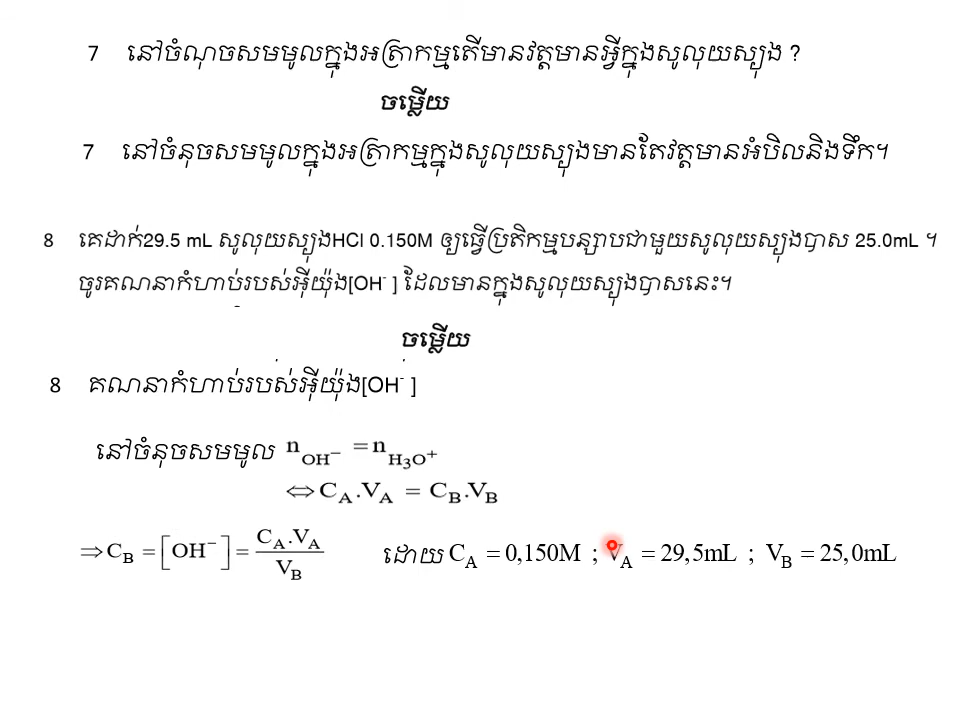 7 នៅចំណុចសមមូលក្នុងអត្រាកម្មតើមានវត្តមានអ្វីក្នុងសូលុយស្យុង ?
ចម្លើយ
7 នៅចំនុចសមមូលក្នុងអត្រាកម្មក្នុងសូលុយស្យុងមានតែវត្តមានអំបិលនិងទឹក។
8 គេដាក់29.5 mL សូលុយស្យុងHCl 0.150M ឲ្យធ្វើប្រតិកម្មបន្សាបជាមួយសូលុយស្យុងបាស 25.0mL ។
ចូរគណនាកំហាប់របស់អ៊ីយ៉ុង[OH⁻ ] ដែលមានក្នុងសូលុយស្យុងបាសនេះ។
ចម្លើយ
8 គណនាកំហាប់របស់អ៊ីយ៉ុង[OH⁻ ]
នៅចំនុចសមមូល n_OH⁻ = n_H₃O⁺
⇔ C_A.V_A = C_B.V_B
⇒ C_B = [OH⁻] = C_A.V_A / V_B ដោយ C_A = 0,150M ; V_A = 29,5mL ; V_B = 25,0mL